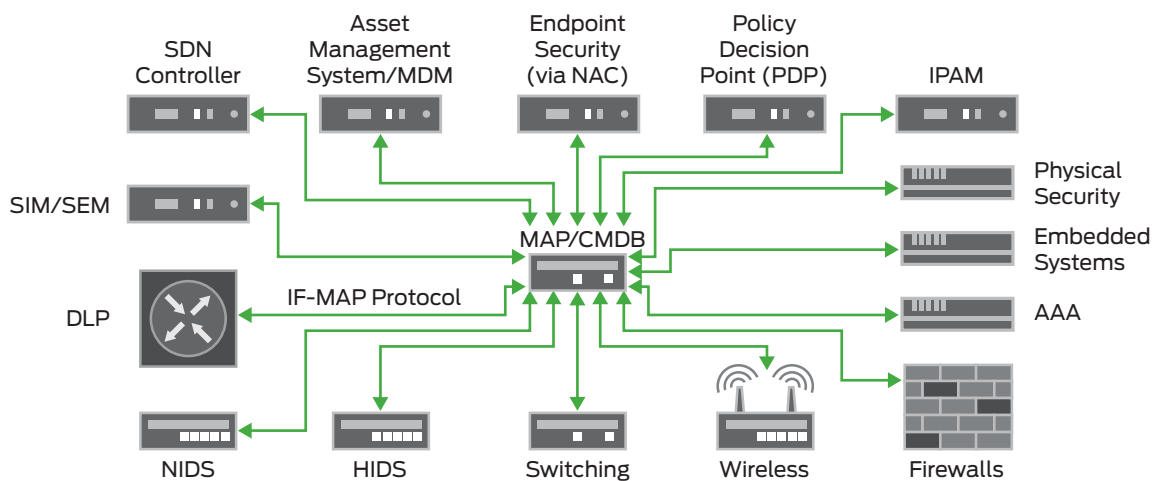 SDN
Controller
Asset
Management
System/MDM
Endpoint
Security
(via NAC)
Policy
Decision
Point (PDP)
IPAM
SIM/SEM
MAP/CMDB
Physical
Security
Embedded
Systems
DLP
IF-MAP Protocol
AAA
NIDS
HIDS
Switching
Wireless
Firewalls